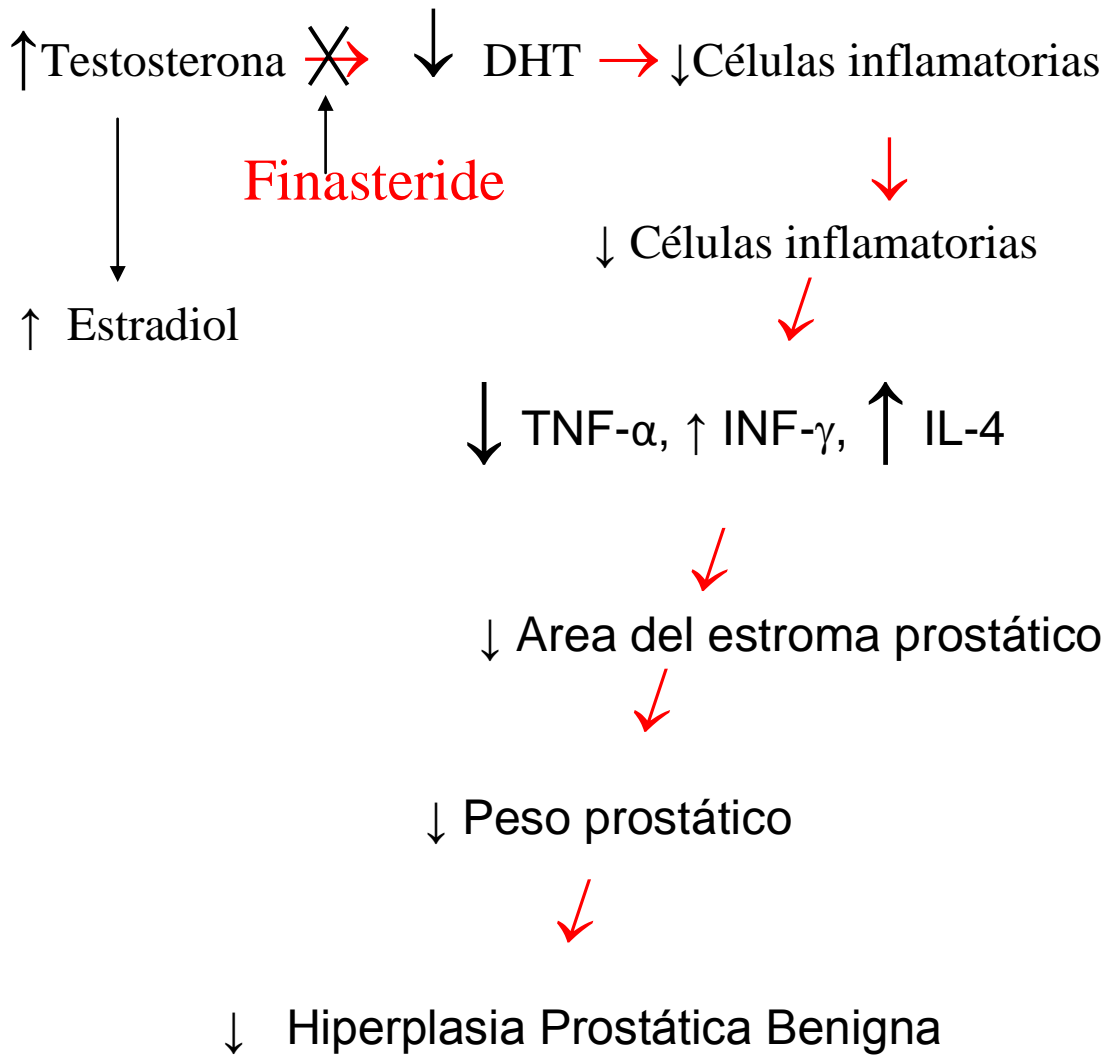 ↑Testosterona → ↓ DHT → ↓Células inflamatorias
Finasteride
↓ Células inflamatorias
↑ Estradiol
↓ TNF-α, ↑ INF-γ, ↑ IL-4
↓ Area del estroma prostático
↓ Peso prostático
↓ Hiperplasia Prostática Benigna